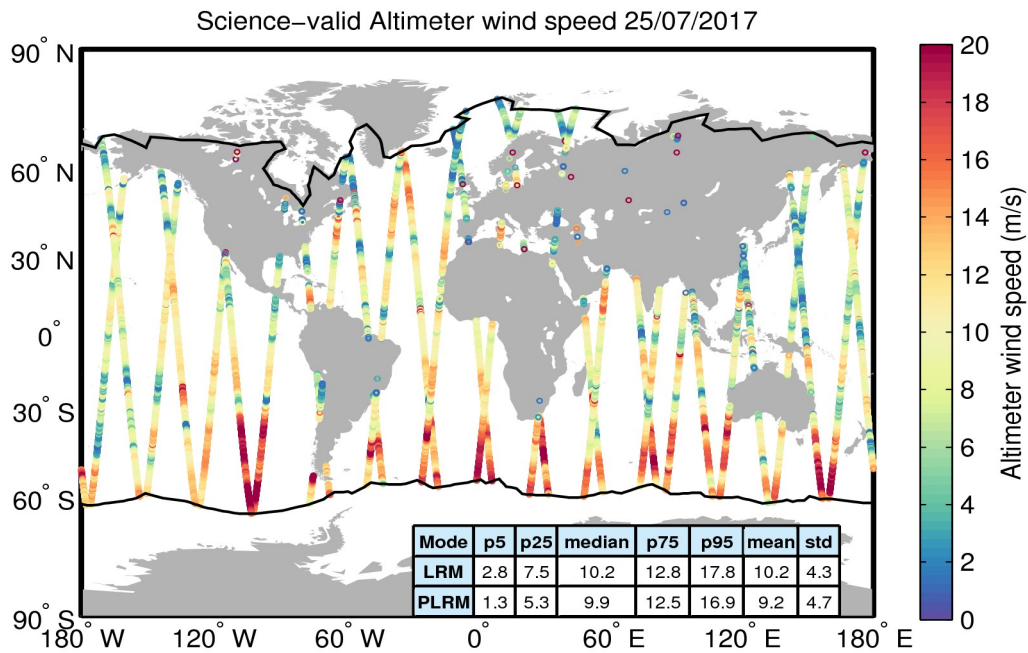 Science−valid Altimeter wind speed 25/07/2017
90° N
60° N
30° N
0°
30° S
60° S
90° S
180° W
120° W
60° W
0°
60° E
120° E
180° E
Mode p5 p25 median p75 p95 mean std
LRM 2.8 7.5 10.2 12.8 17.8 10.2 4.3
PLRM 1.3 5.3 9.9 12.5 16.9 9.2 4.7
20
18
16
14
12
10
8
6
4
2
0
Altimeter wind speed (m/s)